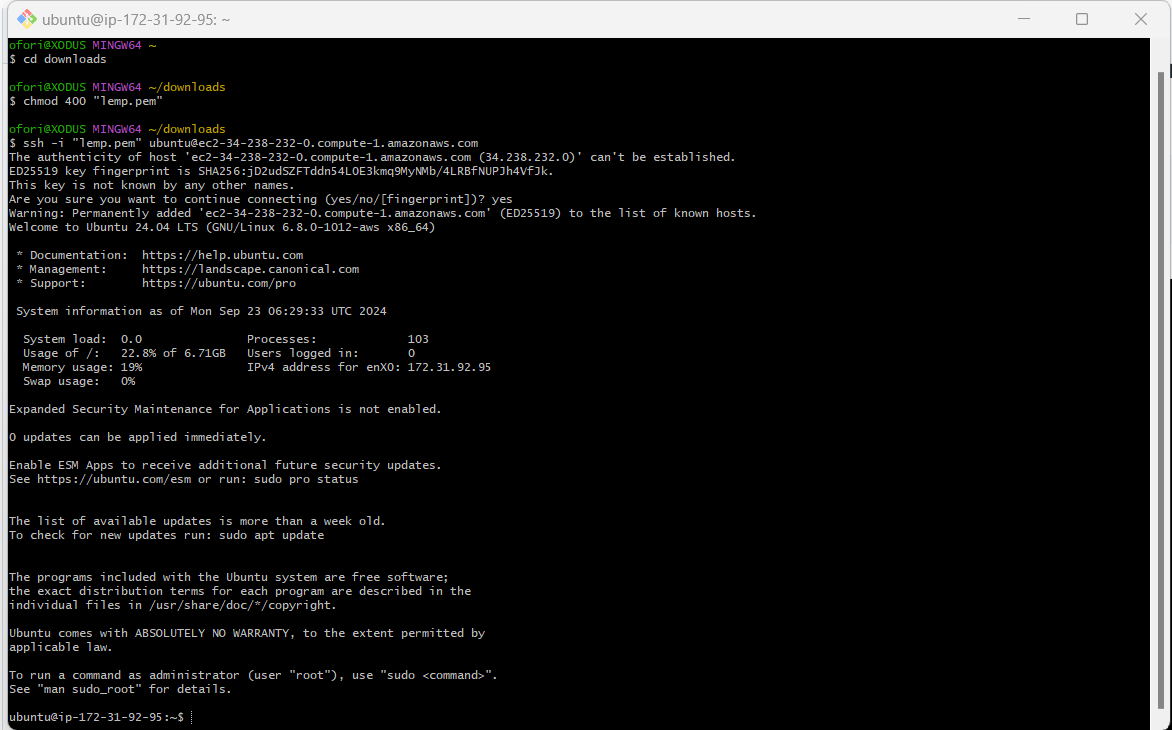 ubuntu@ip-172-31-92-95: ~
ofori@XODUS MINGW64 ~
$ cd downloads
ofori@XODUS MINGW64 ~/downloads
$ chmod 400 "lemp.pem"
ofori@XODUS MINGW64 ~/downloads
$ ssh -i "lemp.pem" ubuntu@ec2-34-238-232-0.compute-1.amazonaws.com
The authenticity of host 'ec2-34-238-232-0.compute-1.amazonaws.com (34.238.232.0)' can't be established.
ED25519 key fingerprint is SHA256:jD2udSZFTddn54LOE3kmq9MyNMb/4LRBfNUPJh4VfJk.
This key is not known by any other names.
Are you sure you want to continue connecting (yes/no/[fingerprint])? yes
Warning: Permanently added 'ec2-34-238-232-0.compute-1.amazonaws.com' (ED25519) to the list of known hosts.
Welcome to Ubuntu 24.04 LTS (GNU/Linux 6.8.0-1012-aws x86_64)
* Documentation: https://help.ubuntu.com
* Management: https://landscape.canonical.com
* Support: https://ubuntu.com/pro
System information as of Mon Sep 23 06:29:33 UTC 2024
System load: 0.0 Processes: 103
Usage of /: 22.8% of 6.71GB Users logged in: 0
Memory usage: 19% IPv4 address for enX0: 172.31.92.95
Swap usage: 0%
Expanded Security Maintenance for Applications is not enabled.
0 updates can be applied immediately.
Enable ESM Apps to receive additional future security updates.
See https://ubuntu.com/esm or run: sudo pro status
The list of available updates is more than a week old.
To check for new updates run: sudo apt update
The programs included with the Ubuntu system are free software;
the exact distribution terms for each program are described in the
individual files in /usr/share/doc/*/copyright.
Ubuntu comes with ABSOLUTELY NO WARRANTY, to the extent permitted by
applicable law.
To run a command as administrator (user "root"), use "sudo <command>".
See "man sudo_root" for details.
ubuntu@ip-172-31-92-95:~$